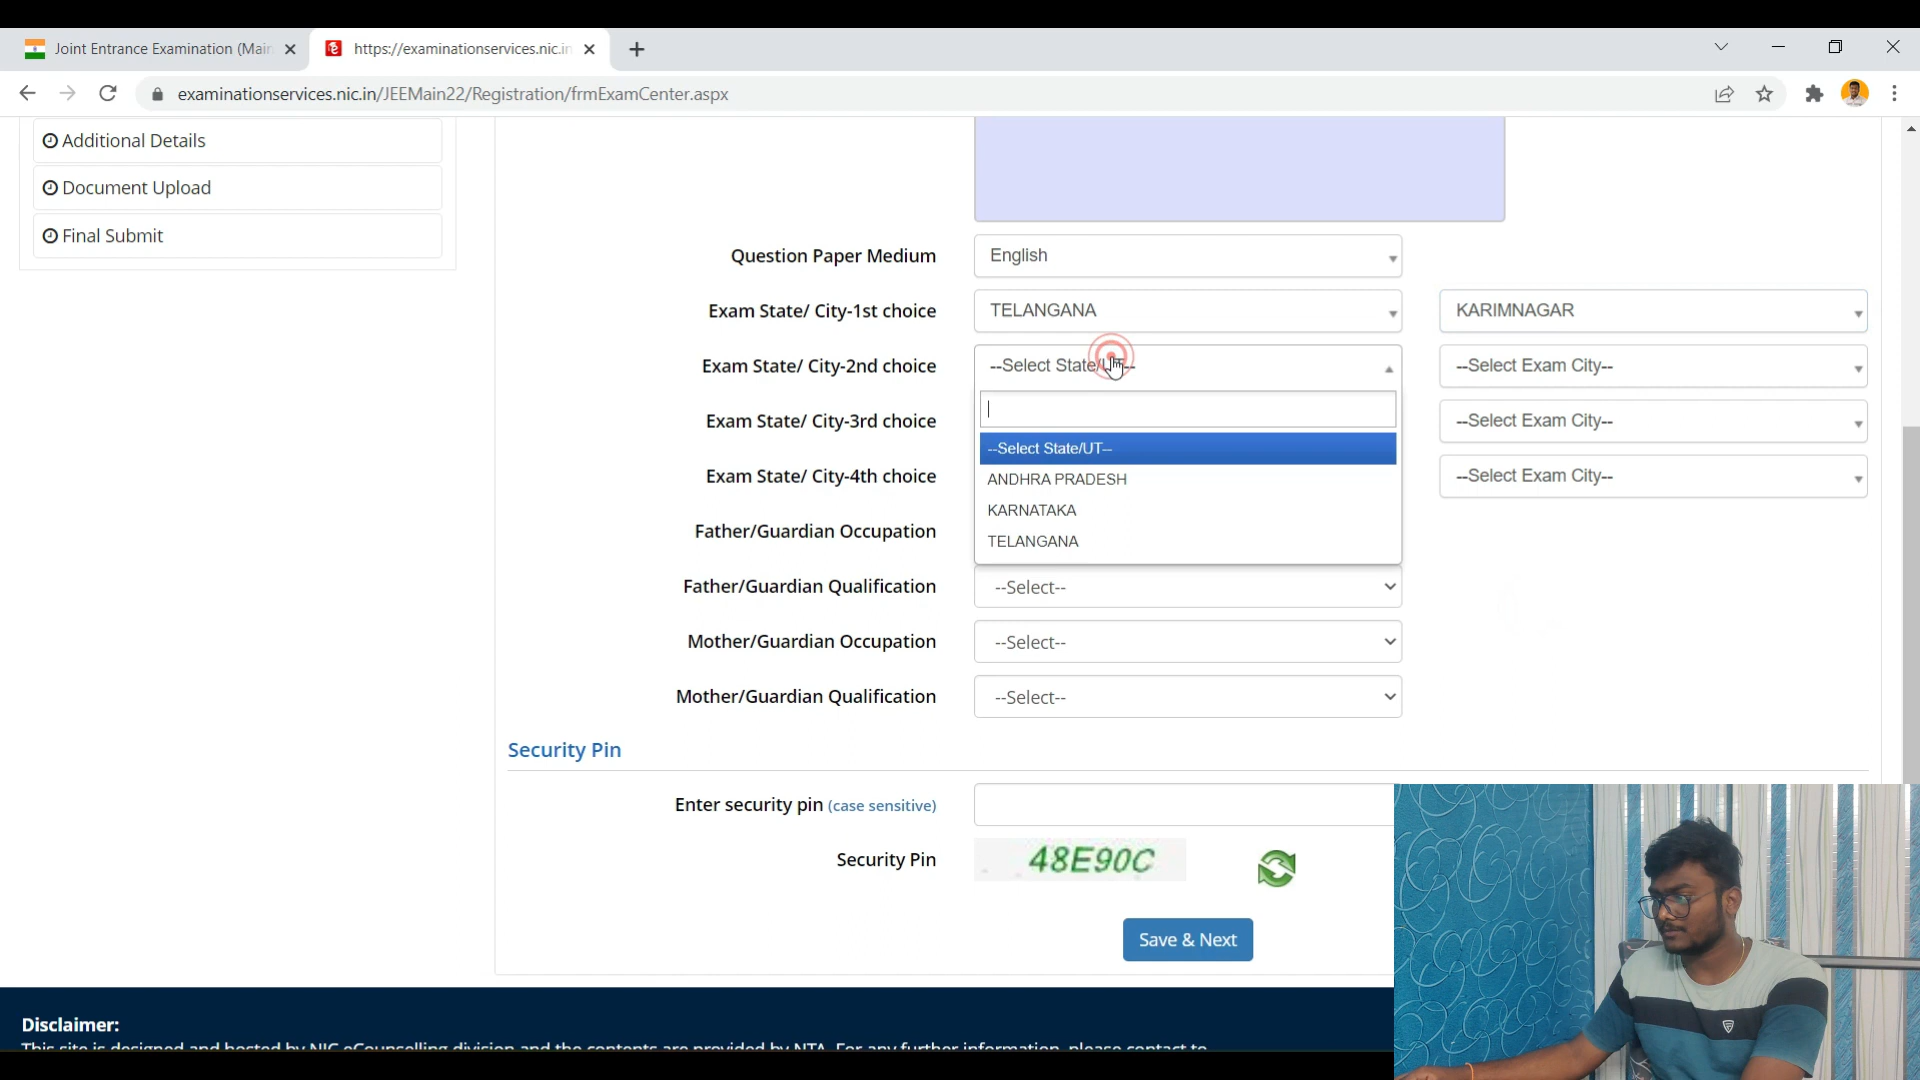 Joint Entrance Examination (Main
https://examinationservices.nic.in
examinationservices.nic.in/JEEMain22/Registration/frmExamCenter.aspx
Additional Details
Document Upload
Final Submit
Question Paper Medium English
Exam State/ City-1st choice TELANGANA KARIMNAGAR
Exam State/ City-2nd choice --Select State/UT-- --Select Exam City--
Exam State/ City-3rd choice --Select Exam City--
--Select State/UT--
ANDHRA PRADESH
Exam State/ City-4th choice --Select Exam City--
KARNATAKA
Father/Guardian Occupation
TELANGANA
Father/Guardian Qualification --Select--
Mother/Guardian Occupation --Select--
Mother/Guardian Qualification --Select--
Security Pin
Enter security pin (case sensitive)
Security Pin 48E90C
Save & Next
Disclaimer:
This site is designed and hosted by NIC eCounselling division and the contents are provided by NTA. For any further information, please contact to